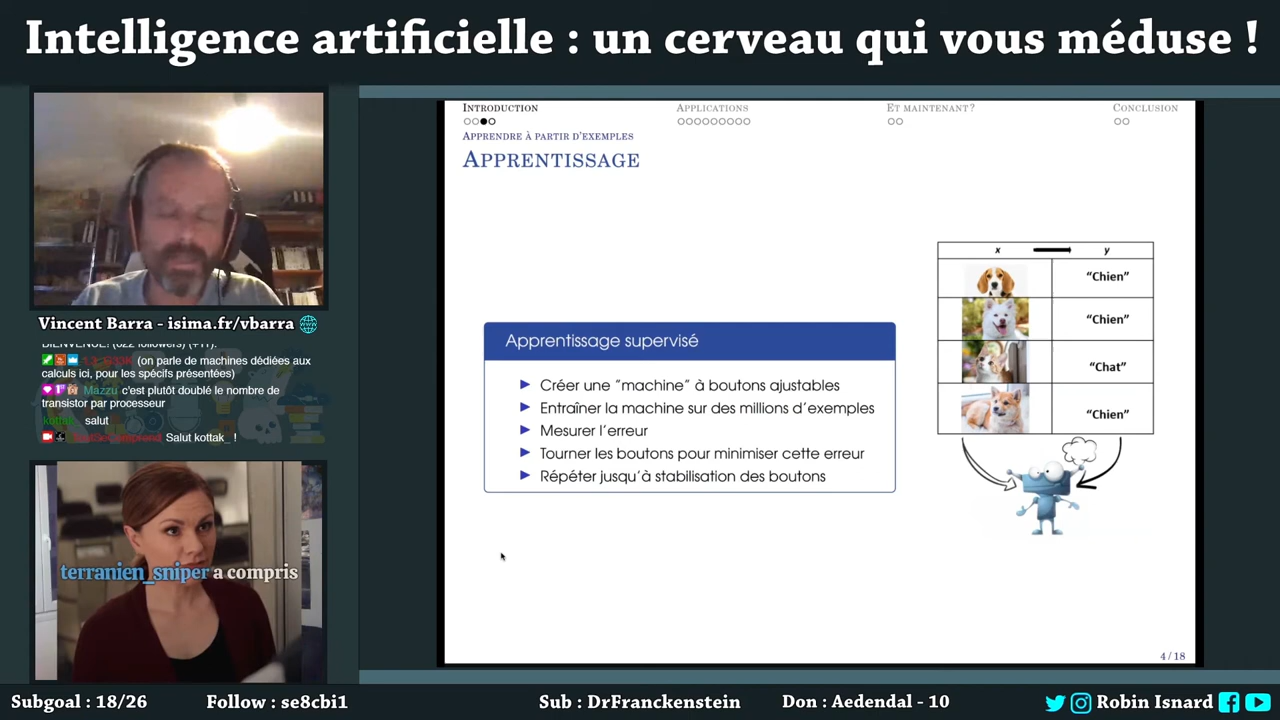 Intelligence artificielle : un cerveau qui vous méduse !
INTRODUCTION
APPLICATIONS
ET MAINTENANT?
CONCLUSION
APPRENDRE À PARTIR D'EXEMPLES
APPRENTISSAGE
Apprentissage supervisé
Créer une "machine" à boutons ajustables
Entraîner la machine sur des millions d'exemples
Mesurer l'erreur
Tourner les boutons pour minimiser cette erreur
Répéter jusqu'à stabilisation des boutons
x y
"Chien"
"Chien"
"Chat"
"Chien"
4 / 18
Vincent Barra - isima.fr/vbarra
BIENVENUE! (822 followers) (+11).
(on parle de machines dédiées aux
calculs ici, pour les spécifs présentées)
Mazzu c'est plutôt doublé le nombre de
transistor par processeur
kottak_ salut
Salut kottak_ !
terranien_sniper a compris
Subgoal : 18/26
Follow : se8cbi1
Sub : DrFranckenstein
Don : Aedendal - 10
Robin Isnard